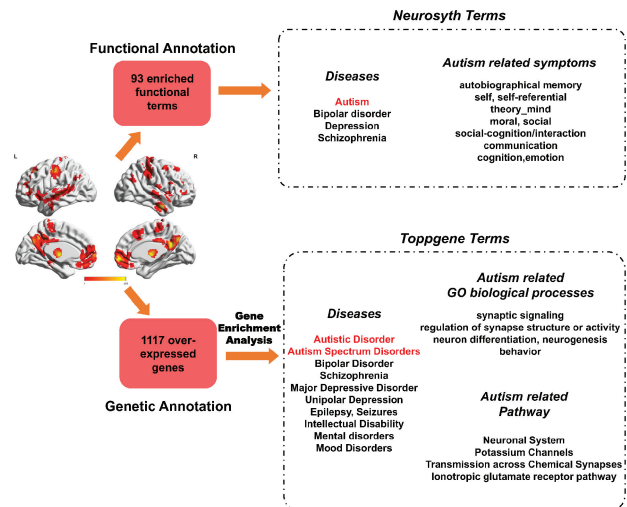 Neurosyth Terms
Functional Annotation
93 enriched
functional
terms
Diseases
Autism
Bipolar disorder
Depression
Schizophrenia
Autism related symptoms
autobiographical memory
self, self-referential
theory_mind
moral, social
social-cognition/interaction
communication
cognition,emotion
L
R
Toppgene Terms
1117 over-
expressed
genes
Genetic Annotation
Gene
Enrichment
Analysis
Diseases
Autistic Disorder
Autism Spectrum Disorders
Bipolar Disorder
Schizophrenia
Major Depressive Disorder
Unipolar Depression
Epilepsy, Seizures
Intellectual Disability
Mental disorders
Mood Disorders
Autism related
GO biological processes
synaptic signaling
regulation of synapse structure or activity
neuron differentiation, neurogenesis
behavior
Autism related
Pathway
Neuronal System
Potassium Channels
Transmission across Chemical Synapses
Ionotropic glutamate receptor pathway